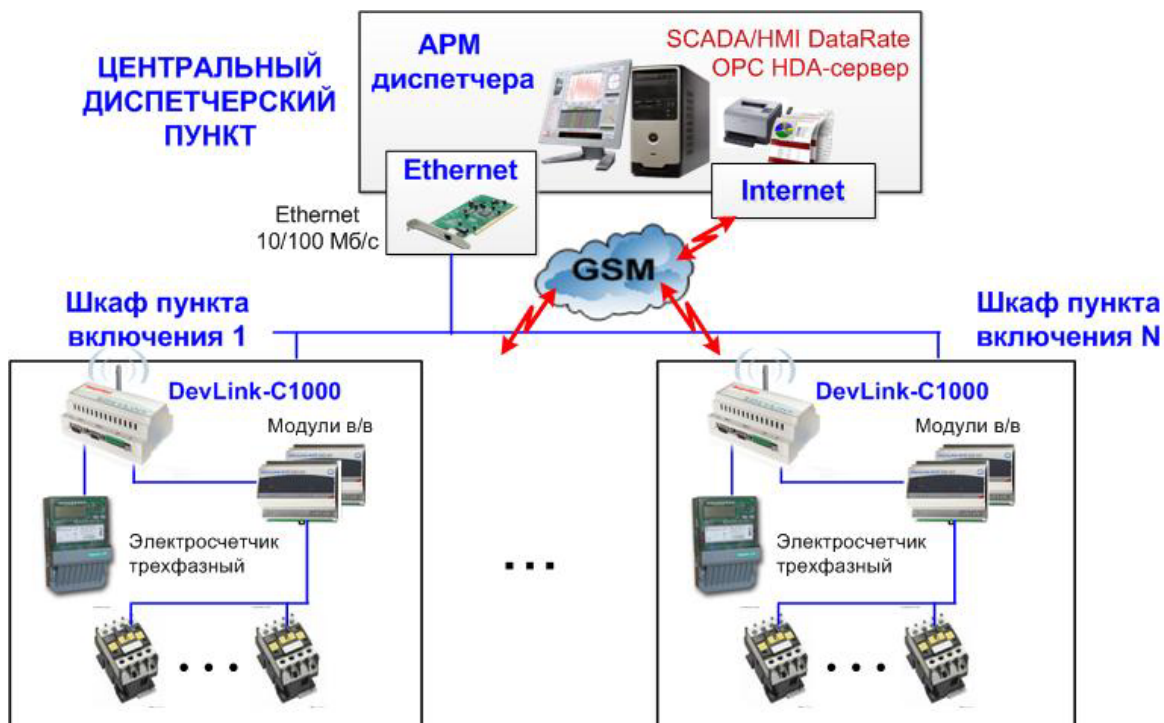 ЦЕНТРАЛЬНЫЙ
ДИСПЕТЧЕРСКИЙ
ПУНКТ
АРМ
диспетчера
SCADA/HMI DataRate
OPC HDA-сервер
Ethernet
Internet
Ethernet
10/100 Мб/с
GSM
Шкаф пункта
включения 1
Шкаф пункта
включения N
DevLink-C1000
Модули в/в
Электросчетчик
трехфазный
...
DevLink-C1000
Модули в/в
Электросчетчик
трехфазный
...
...